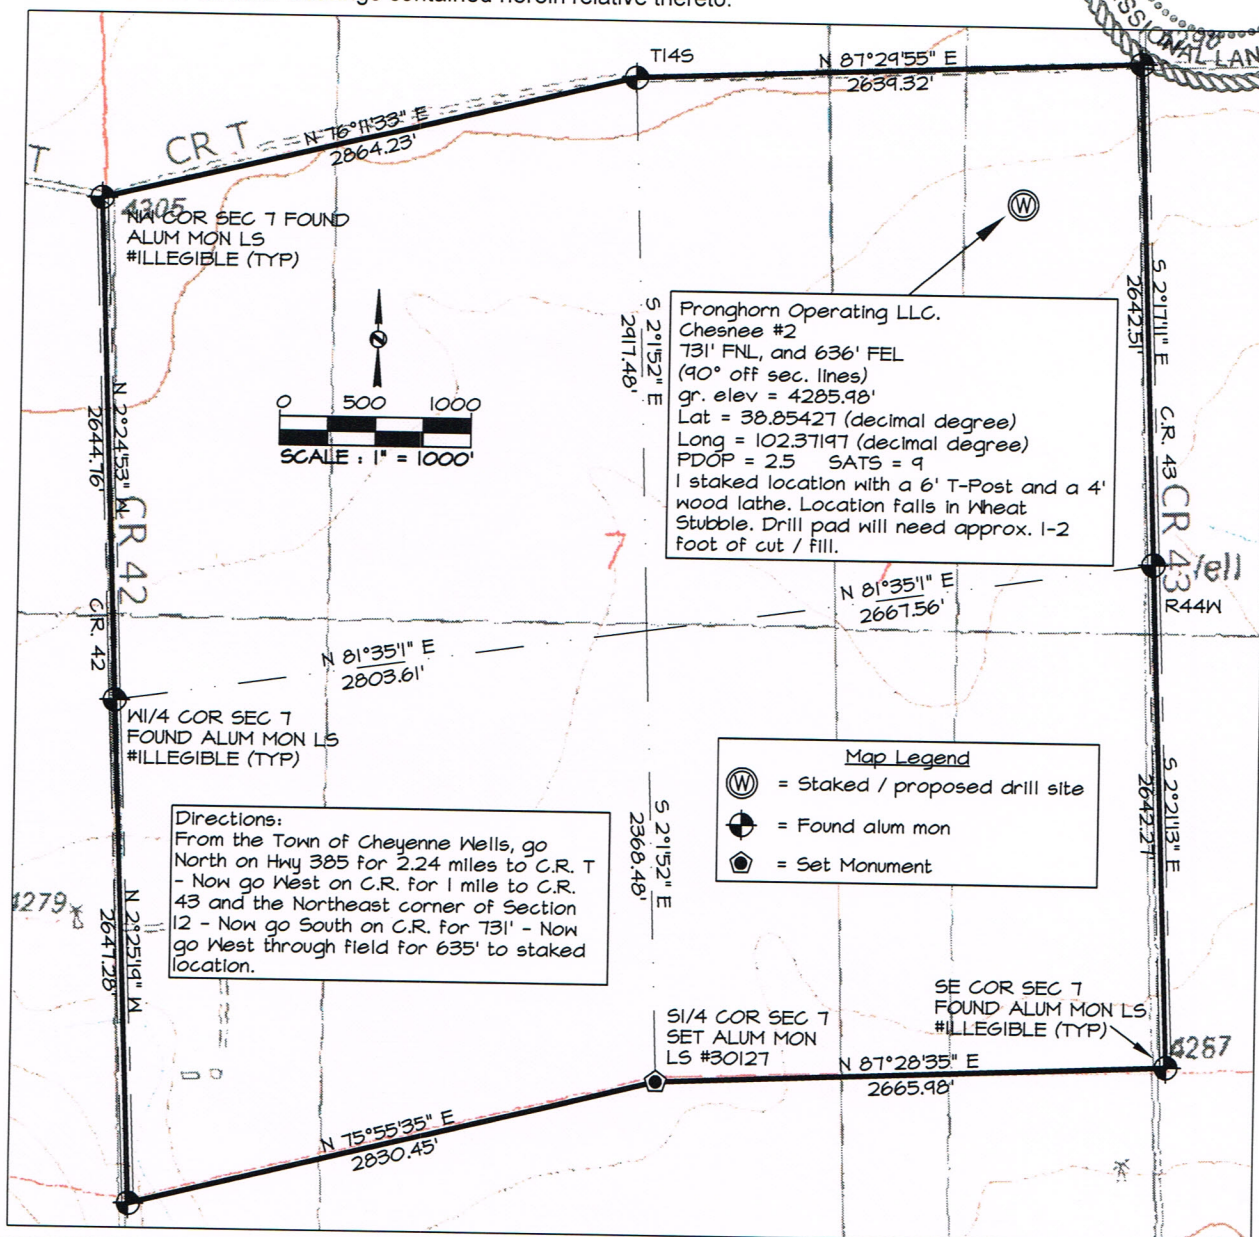 contained herein relative thereto.
SSIONAL LAN
T14S
N 87°29'55" E
2639.32'
CR T
N 76°11'33" E
2864.23'
T
4305
NW COR SEC 7 FOUND
ALUM MON LS
#ILLEGIBLE (TYP)
S 2°17'11" E
2642.51'
N
0 500 1000
SCALE : 1" = 1000'
S 2°1'52" E
2917.48'
Pronghorn Operating LLC.
Chesnee #2
731' FNL, and 636' FEL
(90° off sec. lines)
gr. elev = 4285.98'
Lat = 38.85427 (decimal degree)
Long = 102.37197 (decimal degree)
PDOP = 2.5 SATS = 9
I staked location with a 6' T-Post and a 4'
wood lathe. Location falls in Wheat
Stubble. Drill pad will need approx. 1-2
foot of cut / fill.
N 2°24'53" W
2644.76'
CR 42
C.R. 42
C.R. 43
CR 43
7
ell
R44W
N 81°35'1" E
2667.56'
N 81°35'1" E
2803.61'
W1/4 COR SEC 7
FOUND ALUM MON LS
#ILLEGIBLE (TYP)
Map Legend
W = Staked / proposed drill site
= Found alum mon
= Set Monument
S 2°21'13" E
2642.27'
S 2°1'52" E
2368.48'
Directions:
From the Town of Cheyenne Wells, go
North on Hwy 385 for 2.24 miles to C.R. T
- Now go West on C.R. for 1 mile to C.R.
43 and the Northeast corner of Section
12 - Now go South on C.R. for 731' - Now
go West through field for 635' to staked
location.
4279
N 2°25'19" W
2647.28'
SE COR SEC 7
FOUND ALUM MON LS
#ILLEGIBLE (TYP)
S1/4 COR SEC 7
SET ALUM MON
LS #30127
N 87°28'35" E
2665.98'
4267
N 75°55'35" E
2830.45'
W